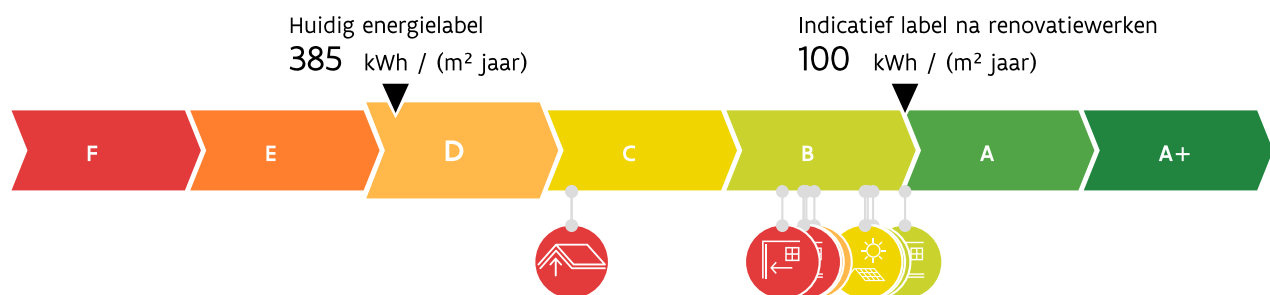 Huidig energielabel
385 kWh / (m² jaar)
Indicatief label na renovatiewerken
100 kWh / (m² jaar)
F E D C B A A+